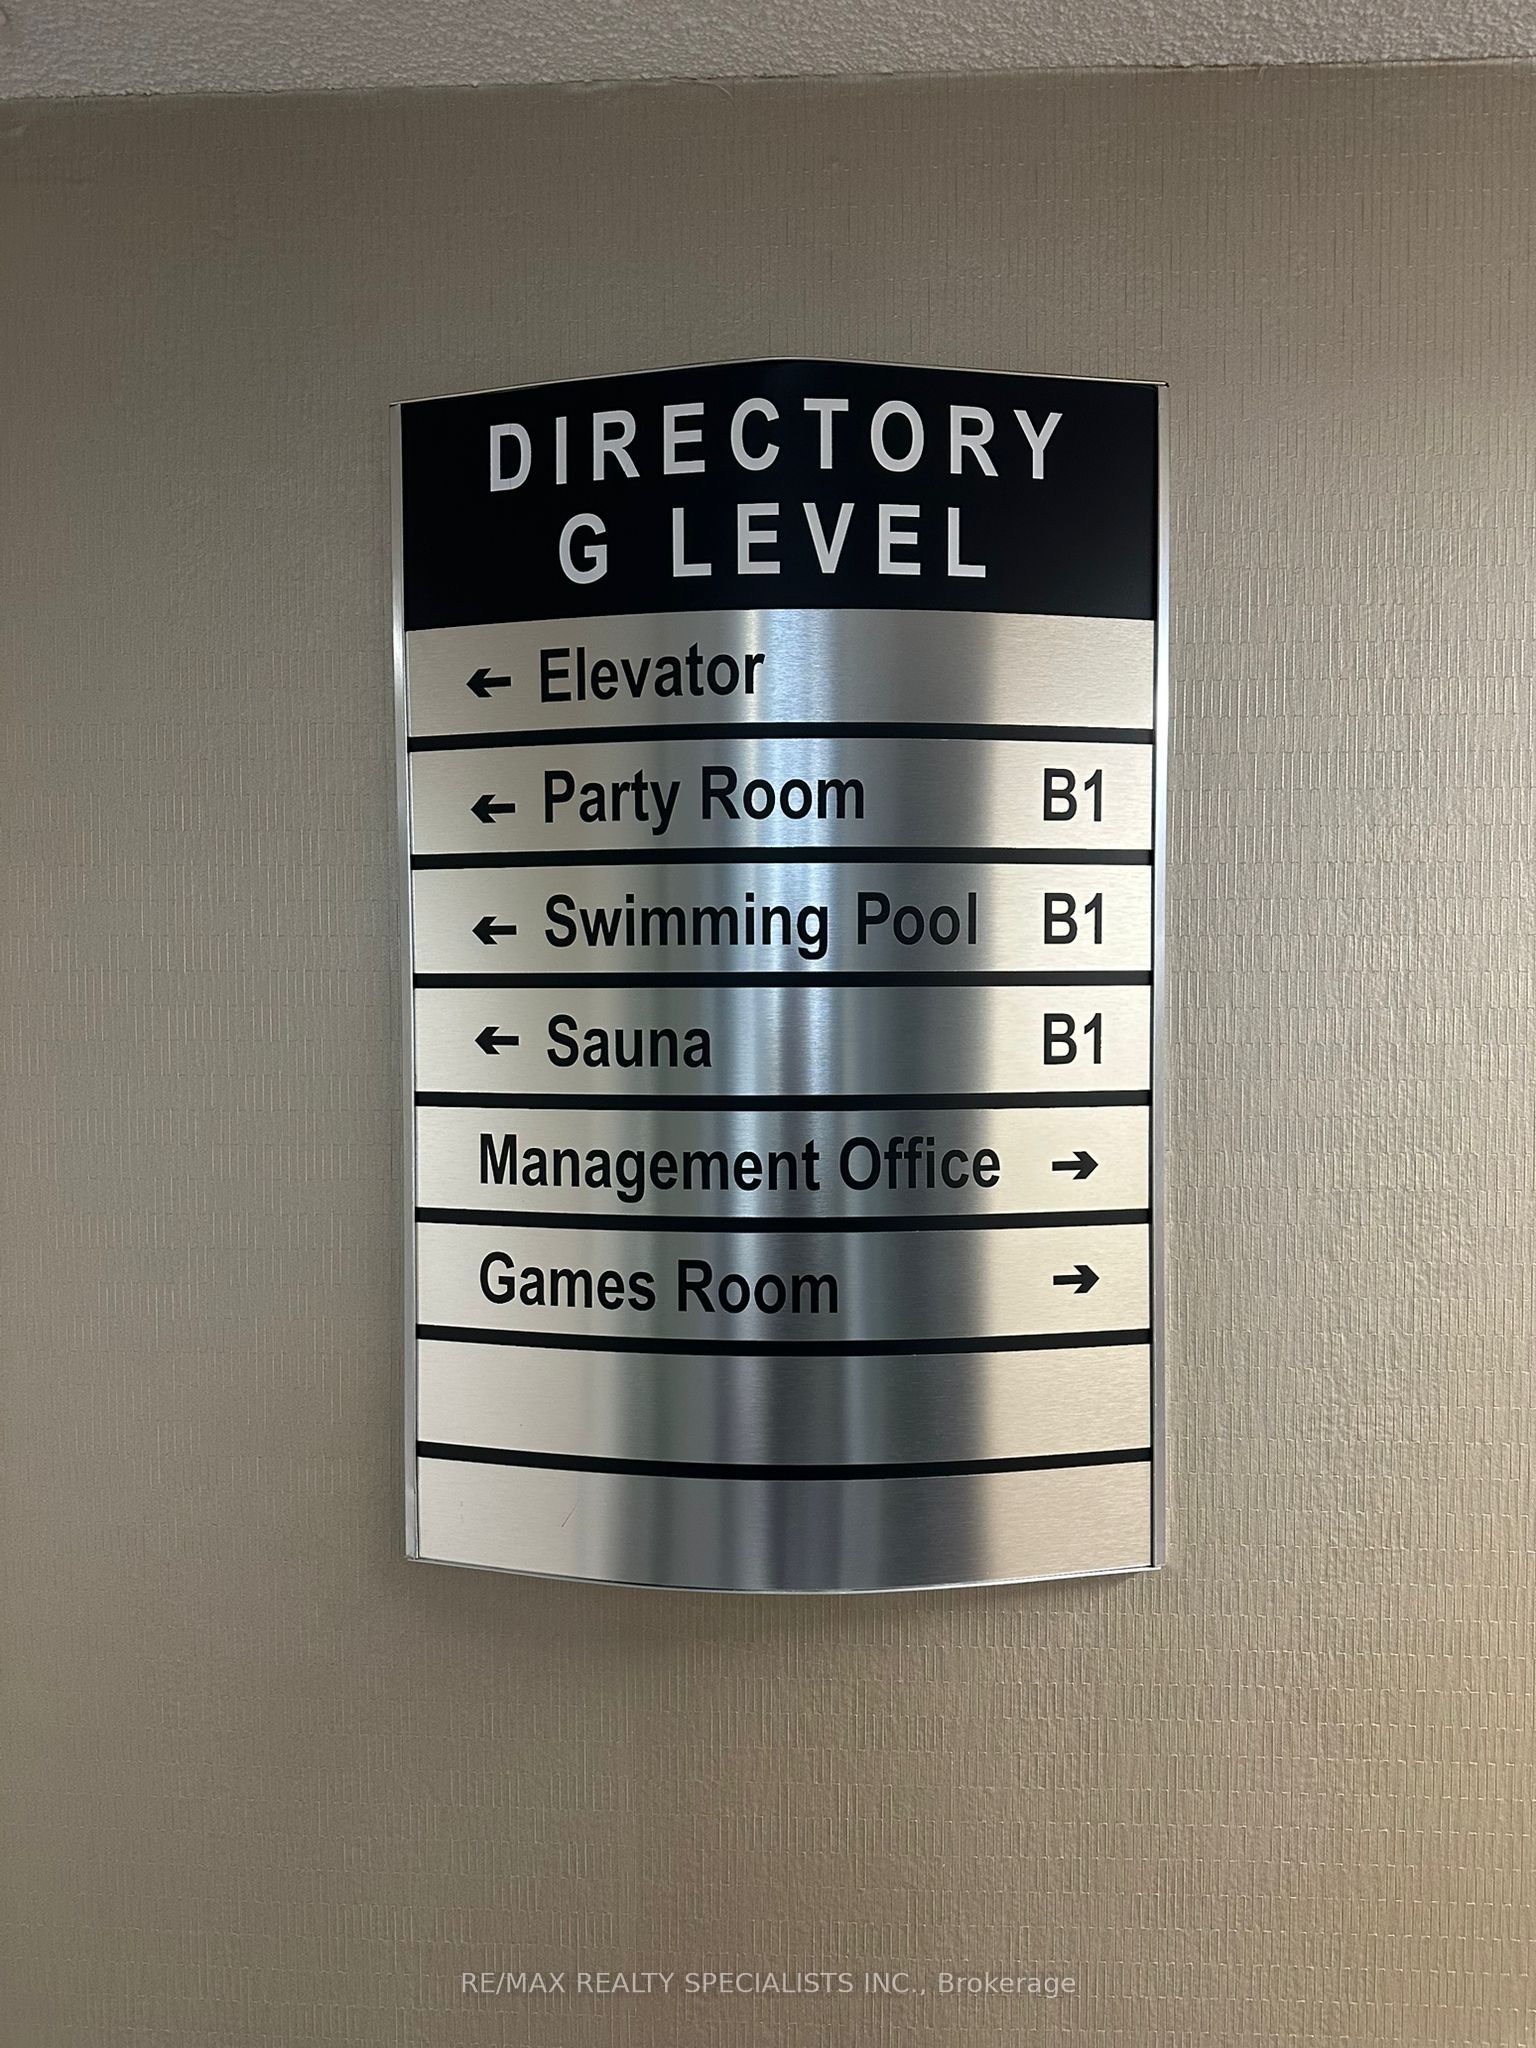 DIRECTORY
G LEVEL
← Elevator
← Party Room B1
← Swimming Pool B1
← Sauna B1
Management Office →
Games Room →
RE/MAX REALTY SPECIALISTS INC., Brokerage